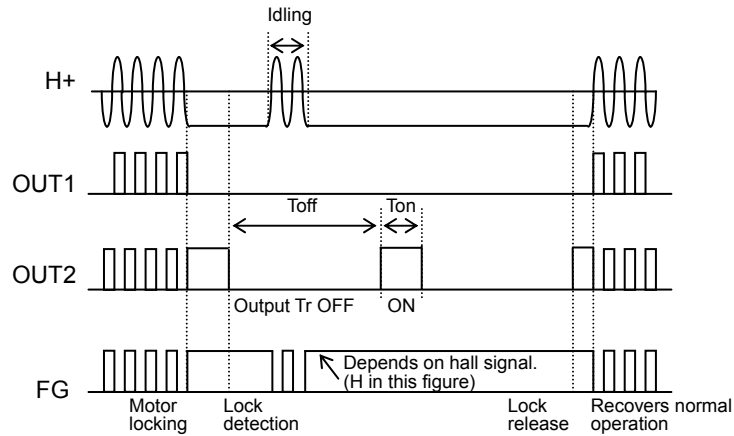 Idling
H+
OUT1
Toff
Ton
OUT2
Output Tr OFF
ON
Depends on hall signal.
(H in this figure)
FG
Motor
locking
Lock
detection
Lock
release
Recovers normal
operation